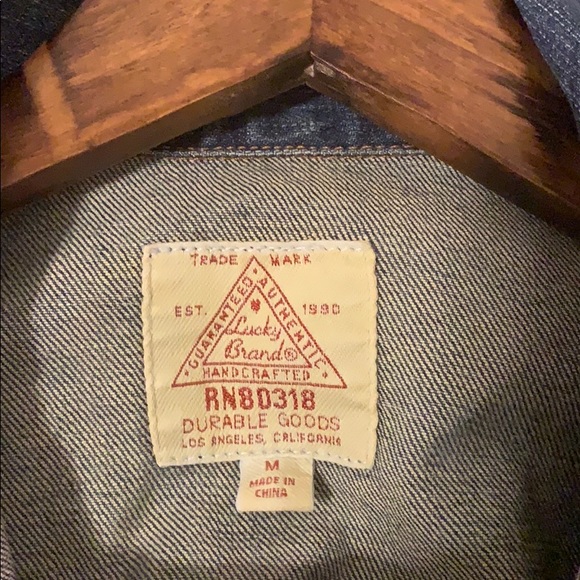 TRADE MARK
EST. 1990
GUARANTEED AUTHENTIC
Lucky
Brand®
HANDCRAFTED
RN80318
DURABLE GOODS
LOS ANGELES, CALIFORNIA
M
MADE IN
CHINA